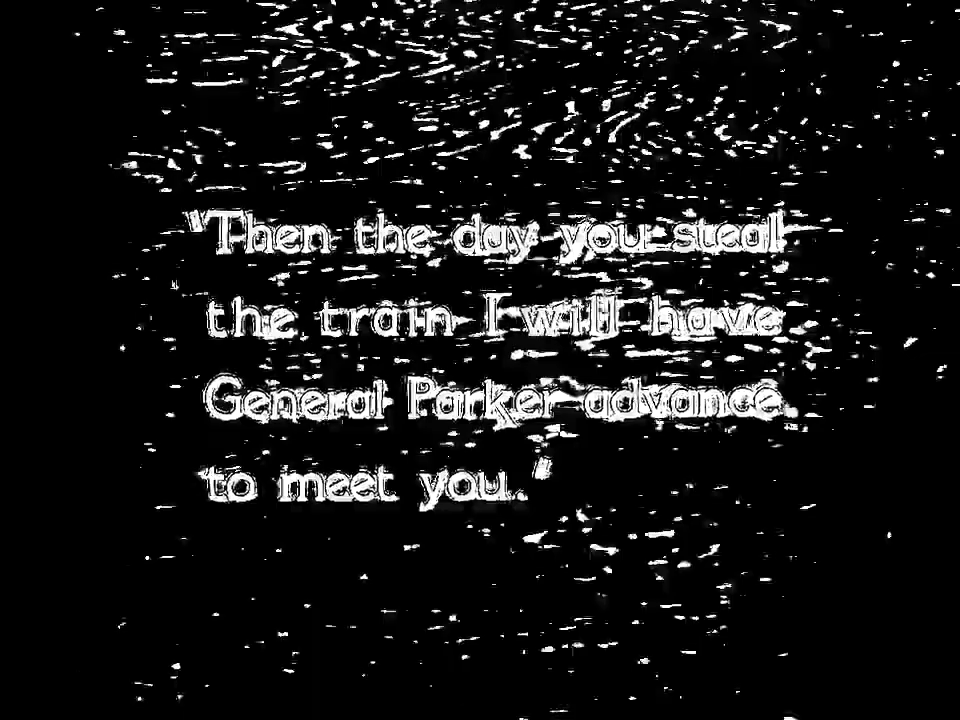 "Then the day you steal
the train I will have
General Parker advance
to meet you."